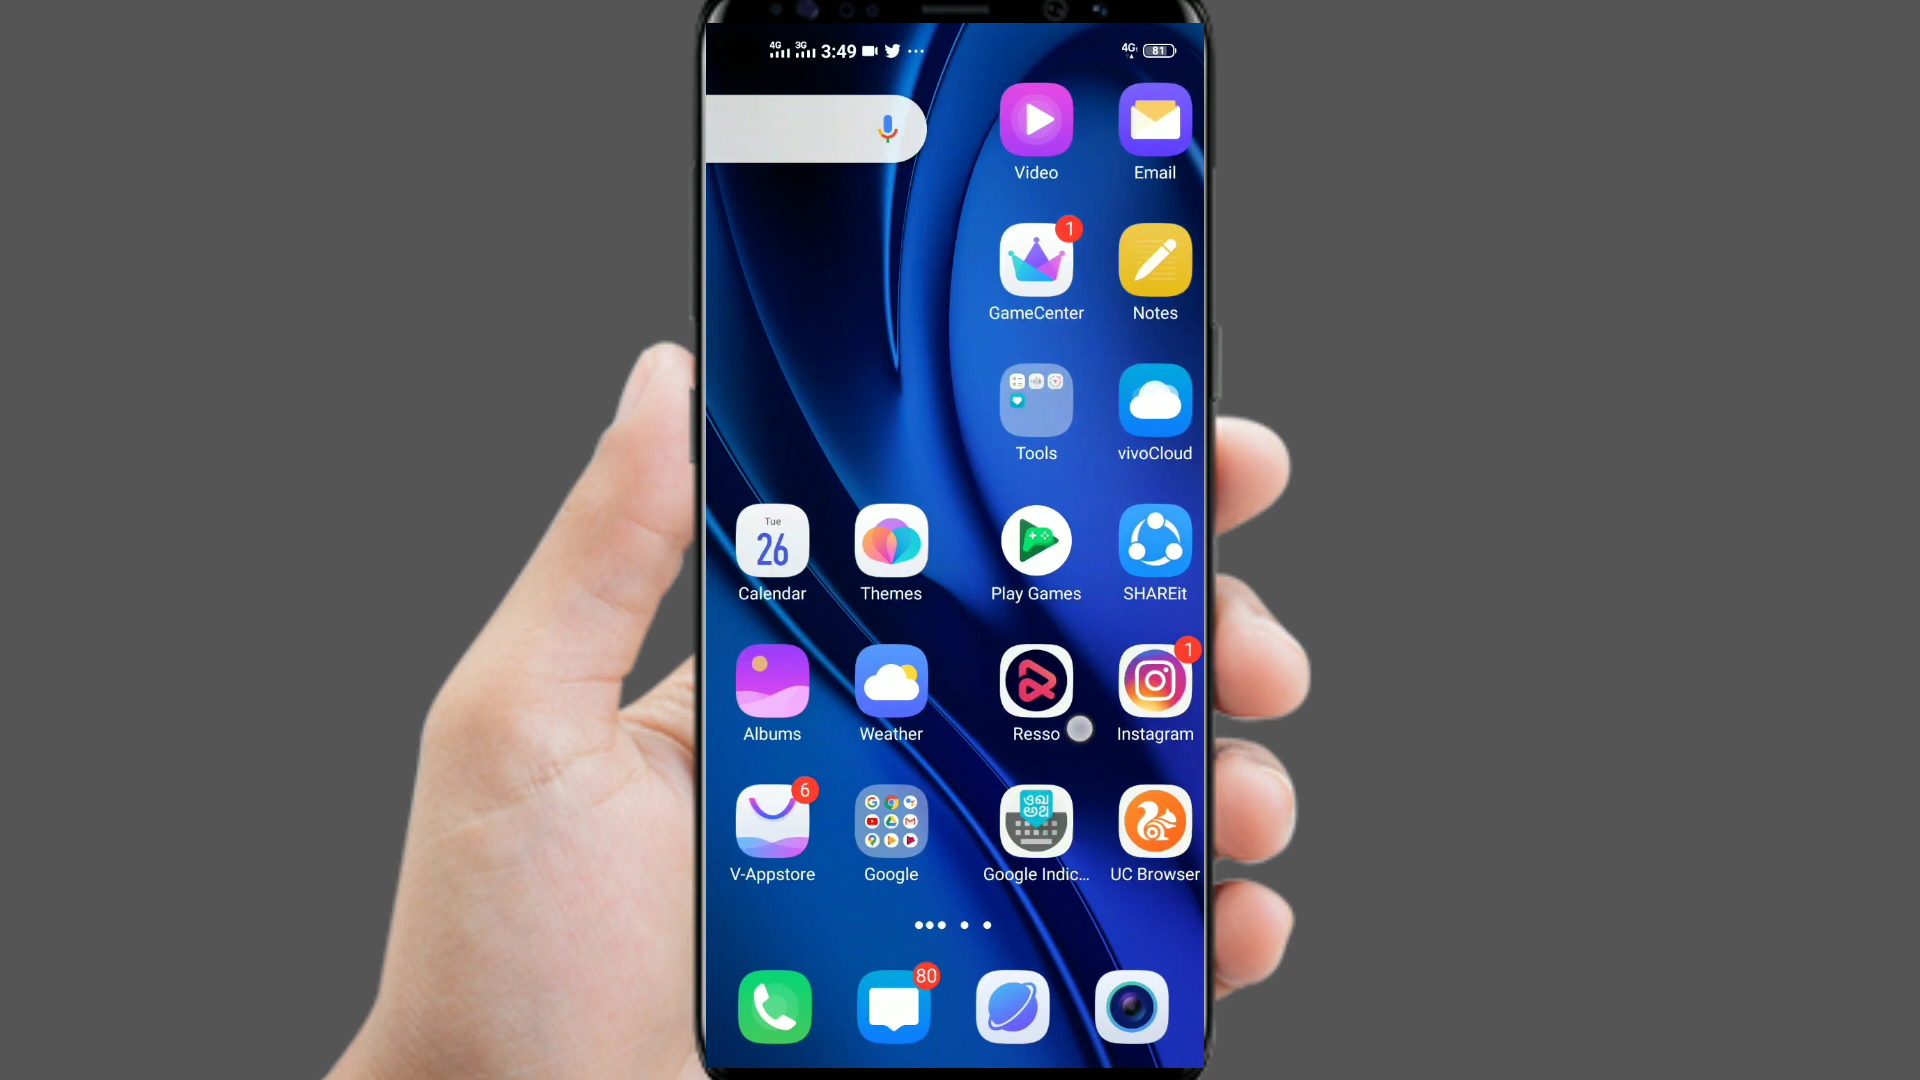 4G 3G 3:49 ... 4G 81
Video Email
1
GameCenter Notes
Tools vivoCloud
Tue
26
Calendar Themes Play Games SHAREit
1
Albums Weather Resso Instagram
6
V-Appstore Google Google Indic... UC Browser
80